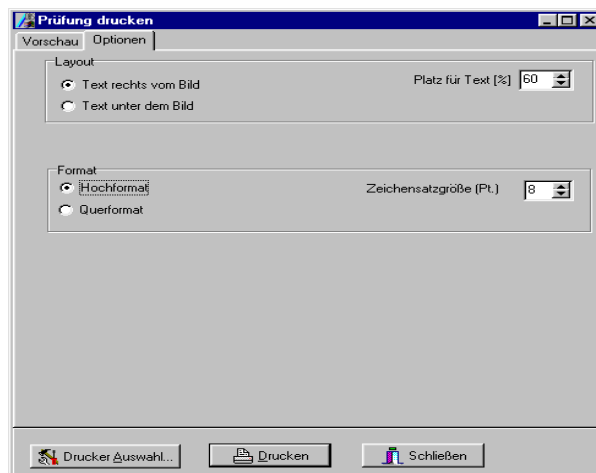 Prüfung drucken
Vorschau Optionen
Layout
Text rechts vom Bild Platz für Text [%] 60
Text unter dem Bild
Format
Hochformat Zeichensatzgröße (Pt.) 8
Querformat
Drucker Auswahl... Drucken Schließen